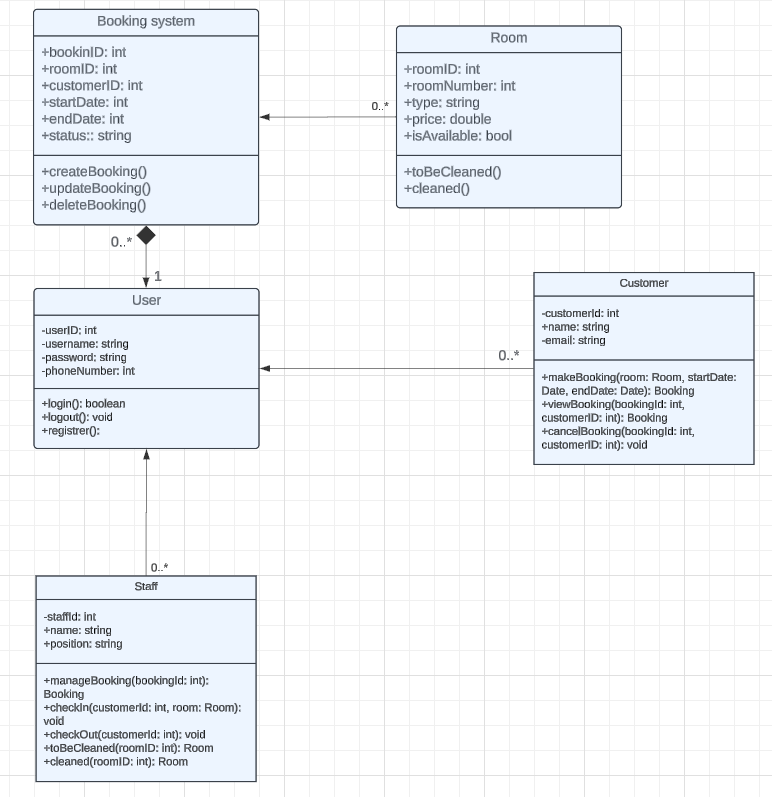 Booking system
+bookinID: int
+roomID: int
+customerID: int
+startDate: int
+endDate: int
+status:: string
+createBooking()
+updateBooking()
+deleteBooking()
Room
+roomID: int
+roomNumber: int
+type: string
+price: double
+isAvailable: bool
+toBeCleaned()
+cleaned()
0..*
0..*
1
User
-userID: int
-username: string
-password: string
-phoneNumber: int
+login(): boolean
+logout(): void
+registrer():
0..*
Customer
-customerId: int
+name: string
-email: string
+makeBooking(room: Room, startDate:
Date, endDate: Date): Booking
+viewBooking(bookingId: int,
customerID: int): Booking
+cancelBooking(bookingId: int,
customerID: int): void
0..*
Staff
-staffId: int
+name: string
+position: string
+manageBooking(bookingId: int):
Booking
+checkIn(customerId: int, room: Room):
void
+checkOut(customerId: int): void
+toBeCleaned(roomID: int): Room
+cleaned(roomID: int): Room